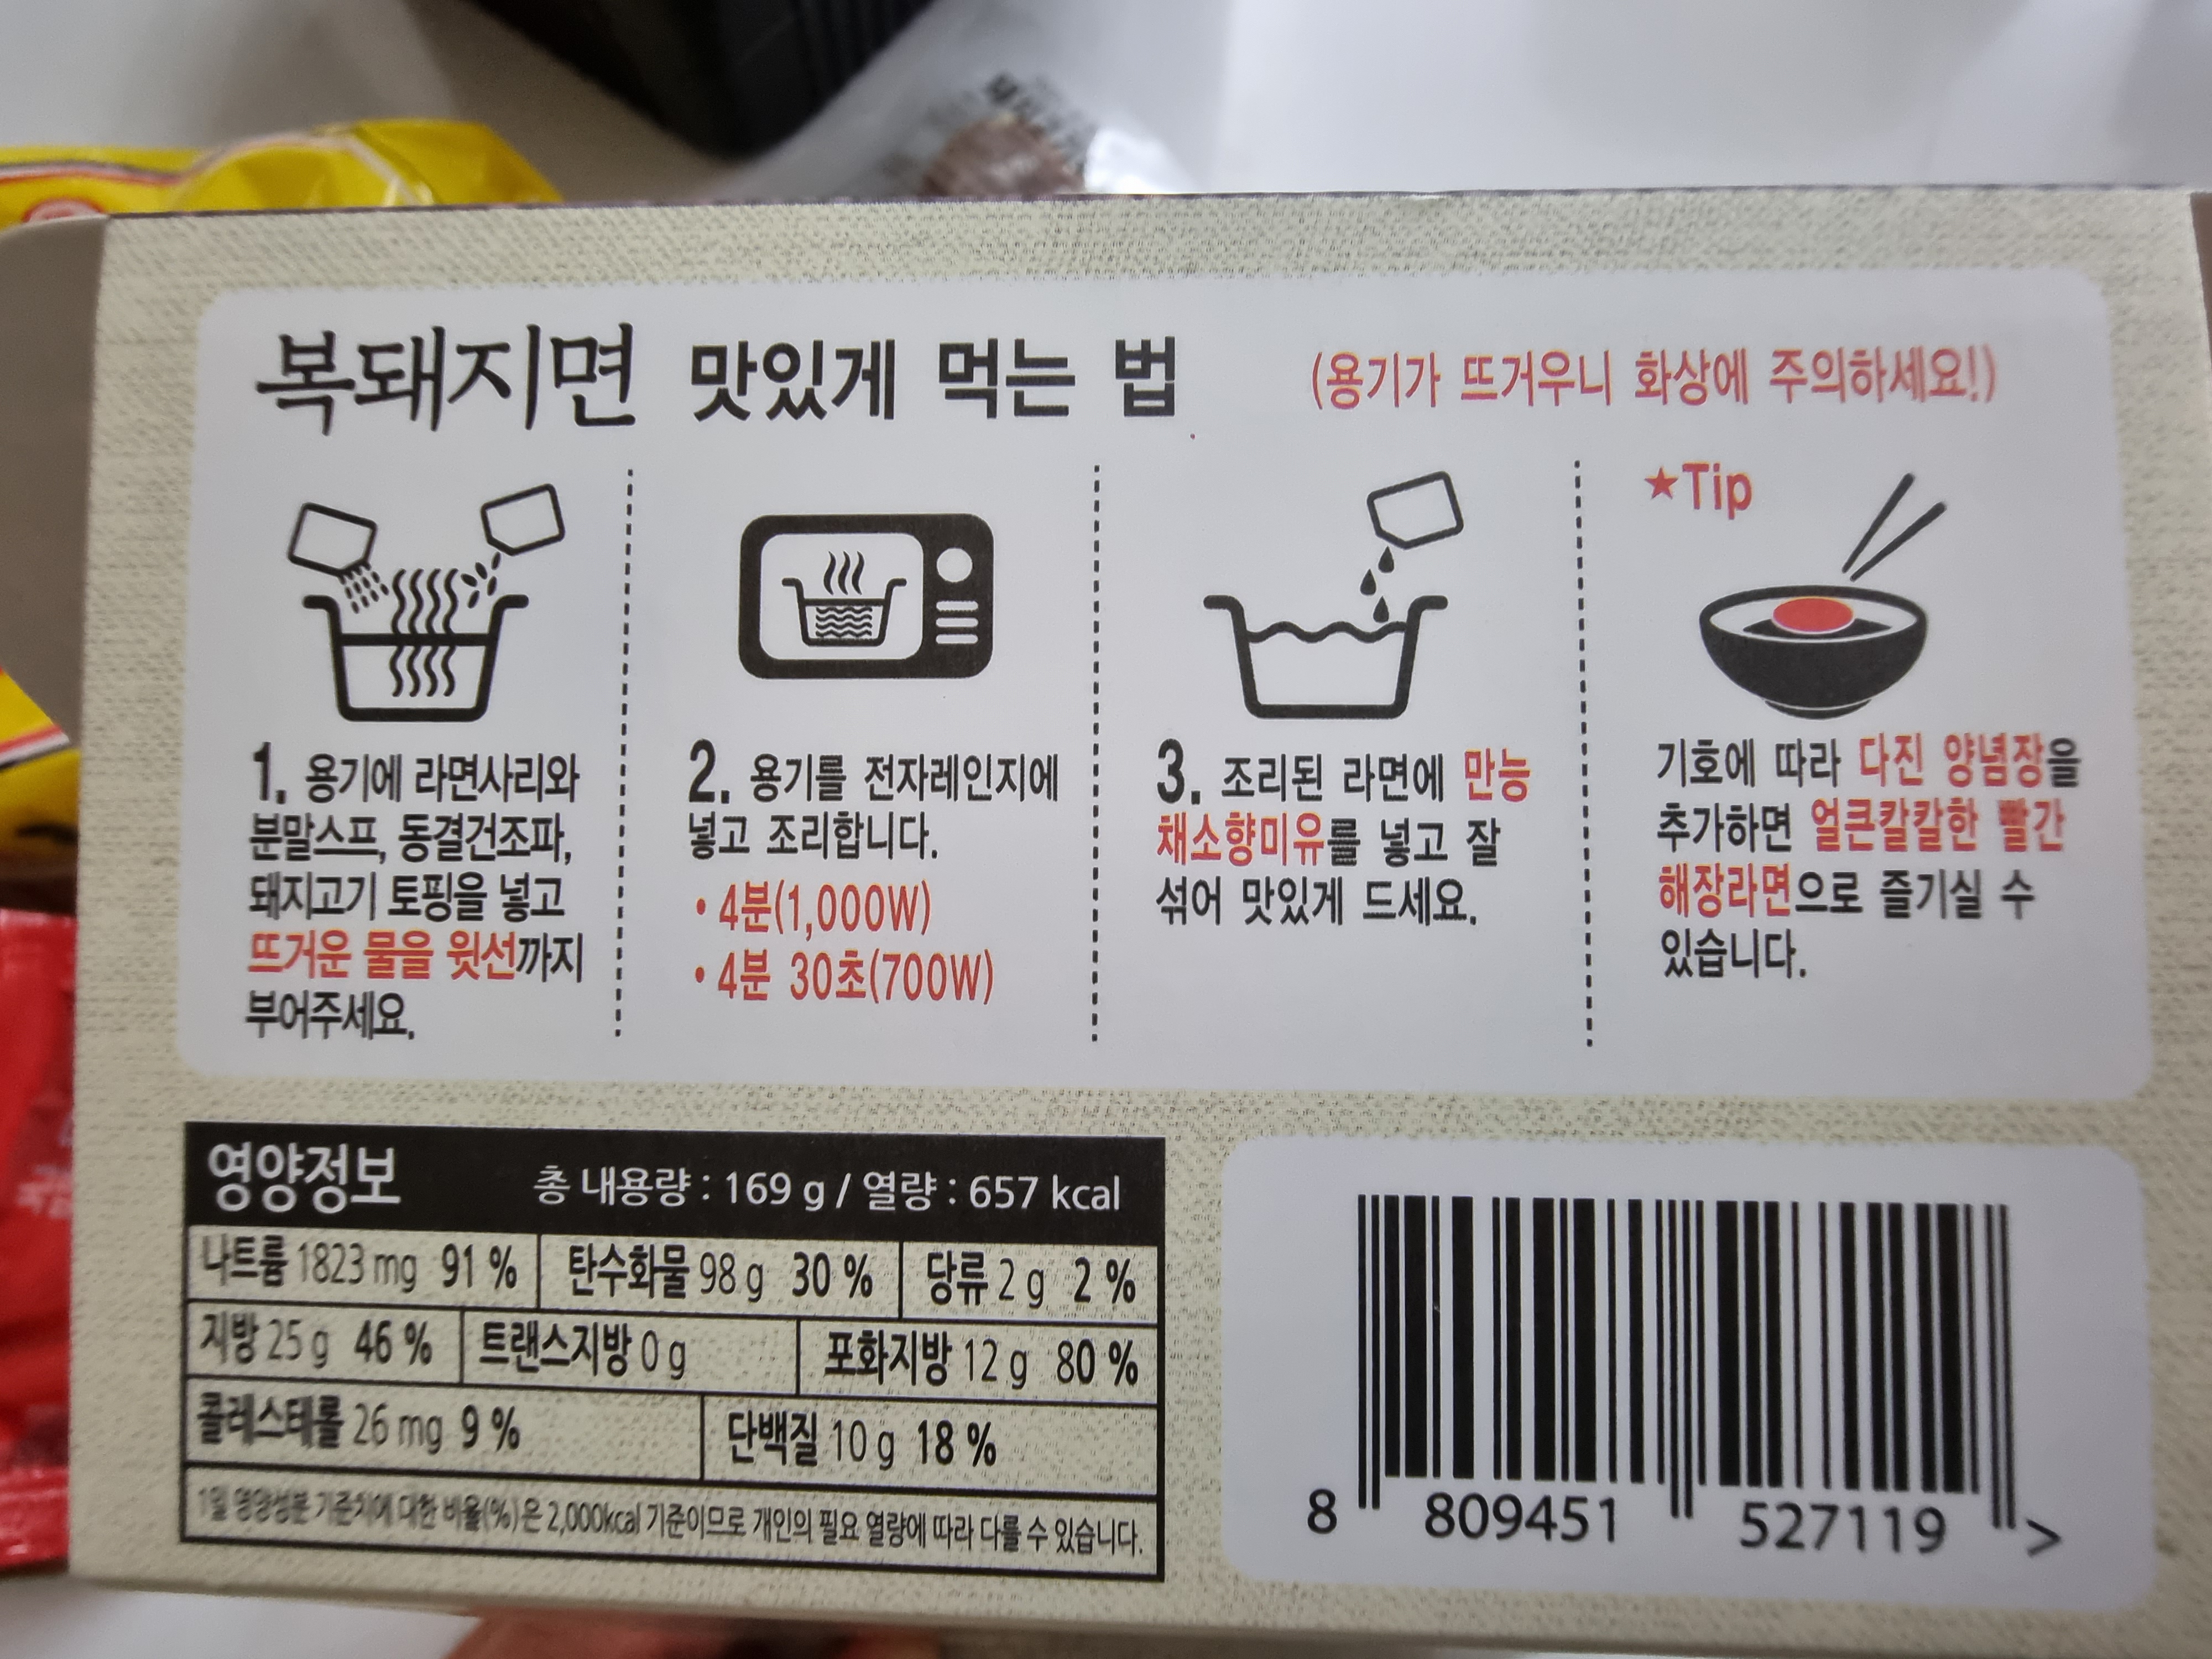 복돼지면 맛있게 먹는 법 (용기가 뜨거우니 화상에 주의하세요!)
1. 용기에 라면사리와
분말스프, 동결건조파,
돼지고기 토핑을 넣고
뜨거운 물을 윗선까지
부어주세요.
2. 용기를 전자레인지에
넣고 조리합니다.
• 4분(1,000W)
• 4분 30초(700W)
3. 조리된 라면에 만능
채소향미유를 넣고 잘
섞어 맛있게 드세요.
★Tip
기호에 따라 다진 양념장을
추가하면 얼큰칼칼한 빨간
해장라면으로 즐기실 수
있습니다.
영양정보 총 내용량 : 169 g / 열량 : 657 kcal
나트륨 1823 mg 91 % 탄수화물 98 g 30 % 당류 2 g 2 %
지방 25 g 46 % 트랜스지방 0 g 포화지방 12 g 80 %
콜레스테롤 26 mg 9 % 단백질 10 g 18 %
1일 영양성분 기준치에 대한 비율(%)은 2,000kcal 기준이므로 개인의 필요 열량에 따라 다를 수 있습니다.
8 809451 527119 >